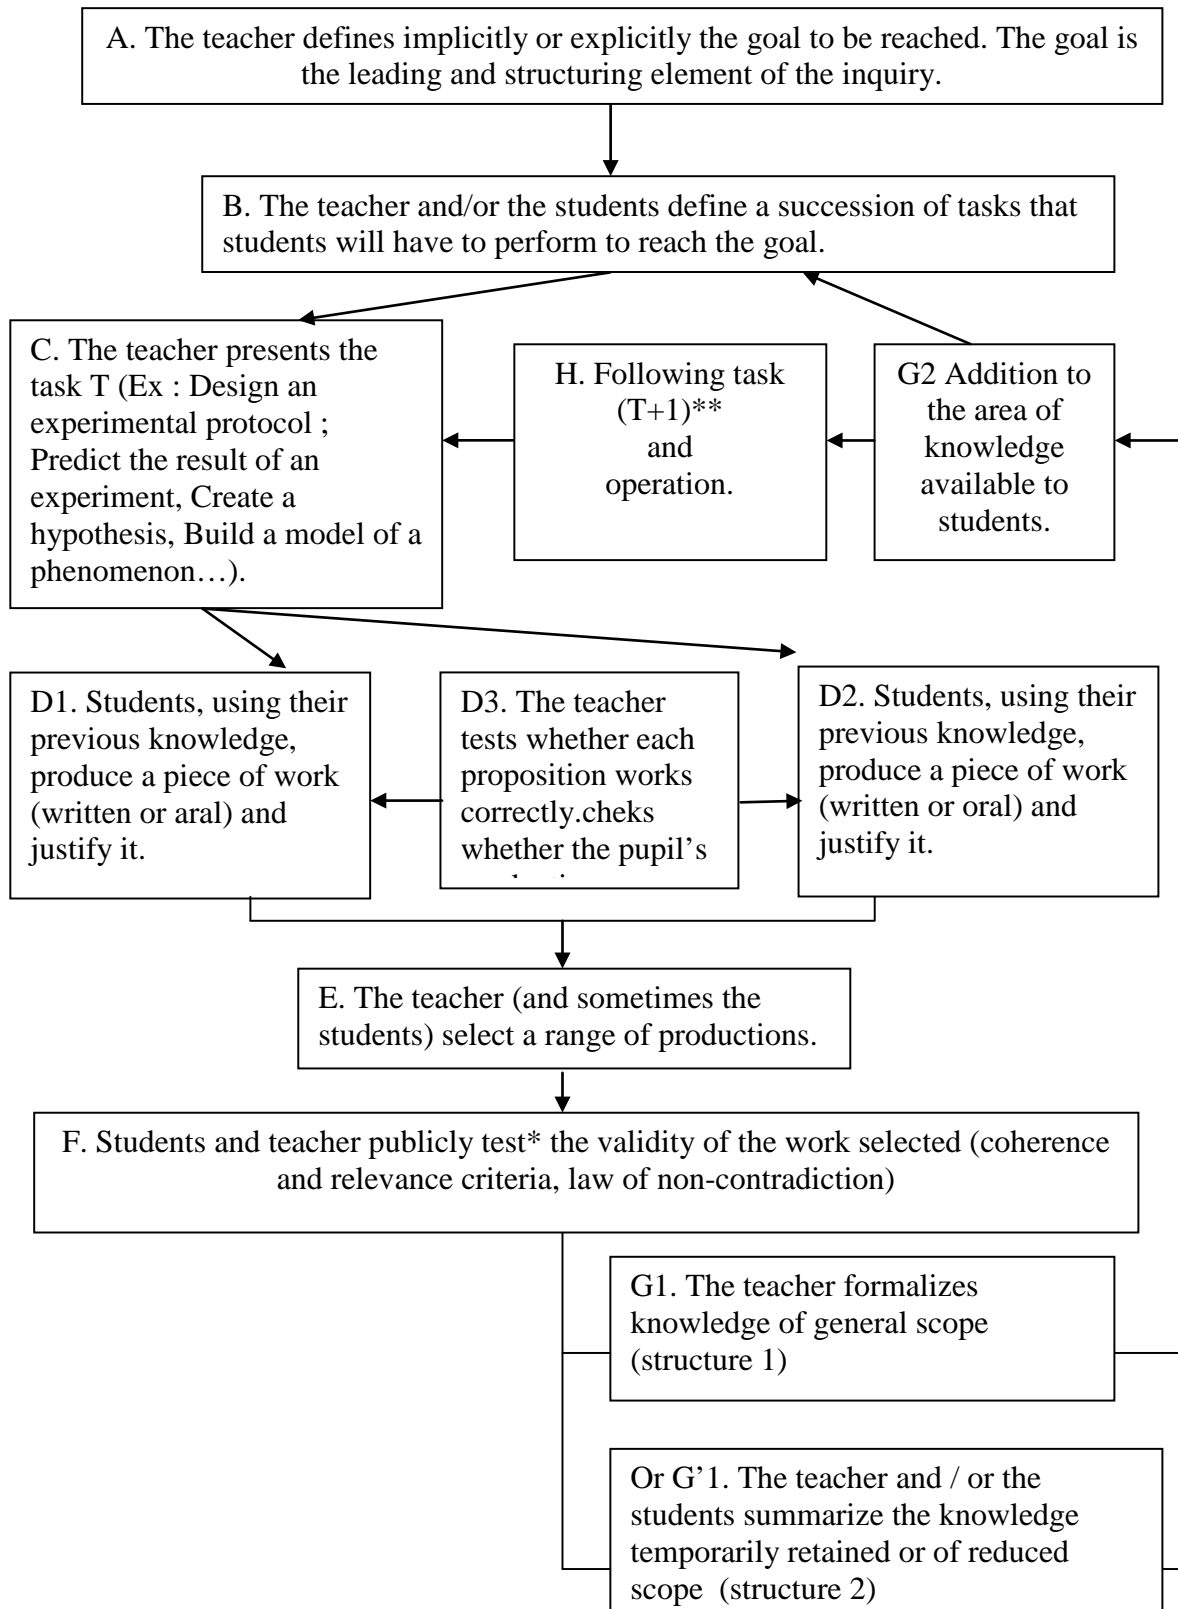 A. The teacher defines implicitly or explicitly the goal to be reached. The goal is
the leading and structuring element of the inquiry.
B. The teacher and/or the students define a succession of tasks that
students will have to perform to reach the goal.
C. The teacher presents the
task T (Ex : Design an
experimental protocol ;
Predict the result of an
experiment, Create a
hypothesis, Build a model of a
phenomenon…).
H. Following task
(T+1)**
and
operation.
G2 Addition to
the area of
knowledge
available to
students.
D1. Students, using their
previous knowledge,
produce a piece of work
(written or aral) and
justify it.
D3. The teacher
tests whether each
proposition works
correctly.cheks
whether the pupil’s
D2. Students, using their
previous knowledge,
produce a piece of work
(written or oral) and
justify it.
E. The teacher (and sometimes the
students) select a range of productions.
F. Students and teacher publicly test* the validity of the work selected (coherence
and relevance criteria, law of non-contradiction)
G1. The teacher formalizes
knowledge of general scope
(structure 1)
Or G’1. The teacher and / or the
students summarize the knowledge
temporarily retained or of reduced
scope  (structure 2)